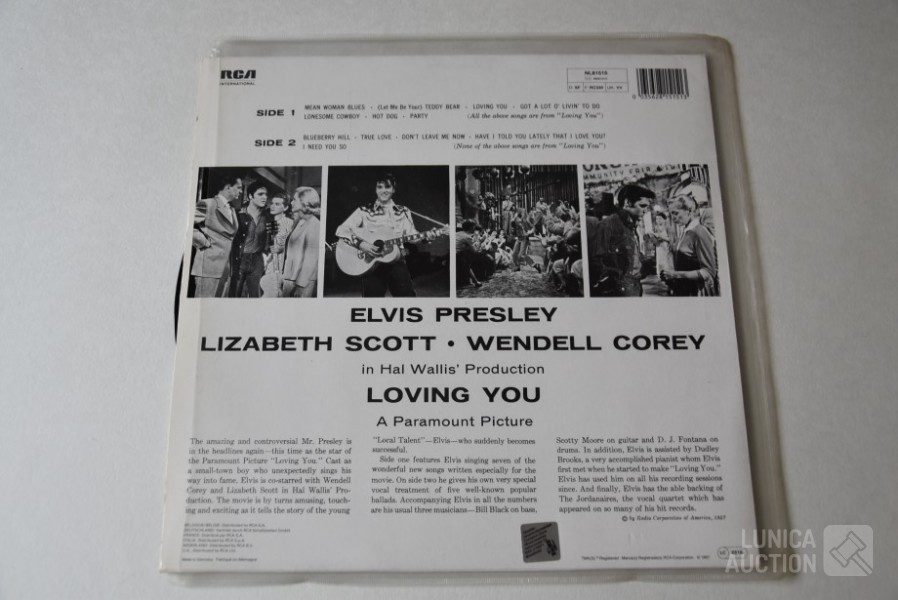 RCA
INTERNATIONAL
NL81515
SIDE 1
MEAN WOMAN BLUES - (Let Me Be Your) TEDDY BEAR - LOVING YOU - GOT A LOT O' LIVIN' TO DO
LONESOME COWBOY - HOT DOG - PARTY
(All the above songs are from "Loving You")
SIDE 2
BLUEBERRY HILL - TRUE LOVE - DON'T LEAVE ME NOW - HAVE I TOLD YOU LATELY THAT I LOVE YOU?
I NEED YOU SO
(None of the above songs are from "Loving You")
ELVIS PRESLEY
LIZABETH SCOTT • WENDELL COREY
in Hal Wallis' Production
LOVING YOU
A Paramount Picture
The amazing and controversial Mr. Presley is
in the headlines again—this time as the star of
the Paramount Picture "Loving You." Cast as
a small-town boy who unexpectedly sings his
way into fame, Elvis is co-starred with Wendell
Corey and Lizabeth Scott in Hal Wallis' Pro-
duction. The movie is by turns amusing, touch-
ing and exciting as it tells the story of the young
"Local Talent"—Elvis—who suddenly becomes
successful.
Side one features Elvis singing seven of the
wonderful new songs written especially for the
movie. On side two he gives his own very special
vocal treatment of five well-known popular
ballads. Accompanying Elvis in all the numbers
are his usual three musicians—Bill Black on bass,
Scotty Moore on guitar and D. J. Fontana on
drums. In addition, Elvis is assisted by Dudley
Brooks, a very accomplished pianist whom Elvis
first met when he started to make "Loving You."
Elvis has used him on all his recording sessions
since. And finally, Elvis has the able backing of
The Jordanaires, the vocal quartet which has
appeared on so many of his hit records.
© by Radio Corporation of America, 1957
LUNICA
AUCTION